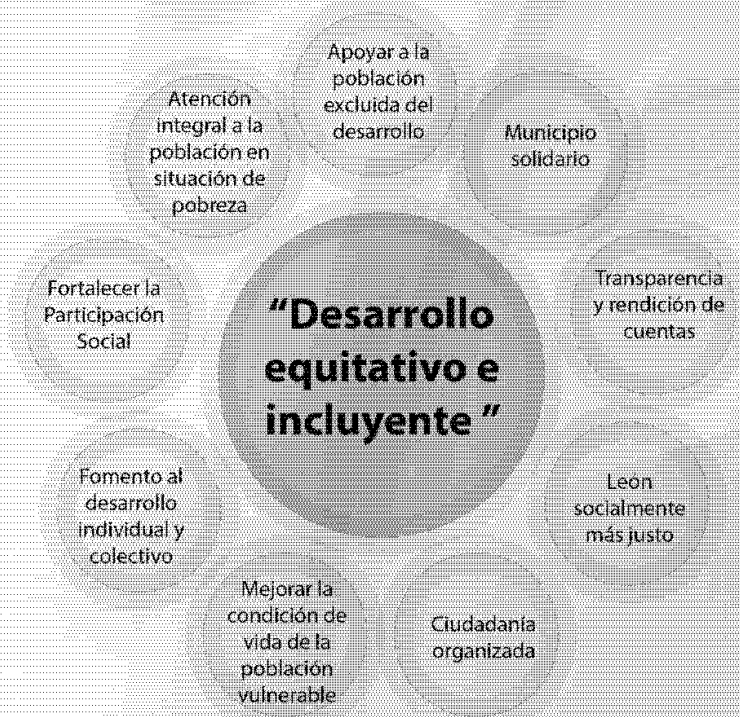 Apoyar a la
población
excluida del
desarrollo
Municipio
solidario
Transparencia
y rendición de
cuentas
León
socialmente
más justo
Ciudadanía
organizada
Mejorar la
condición de
vida de la
población
vulnerable
Fomento al
desarrollo
individual y
colectivo
Fortalecer la
Participación
Social
Atención
integral a la
población en
situación de
pobreza
"Desarrollo
equitativo e
incluyente "